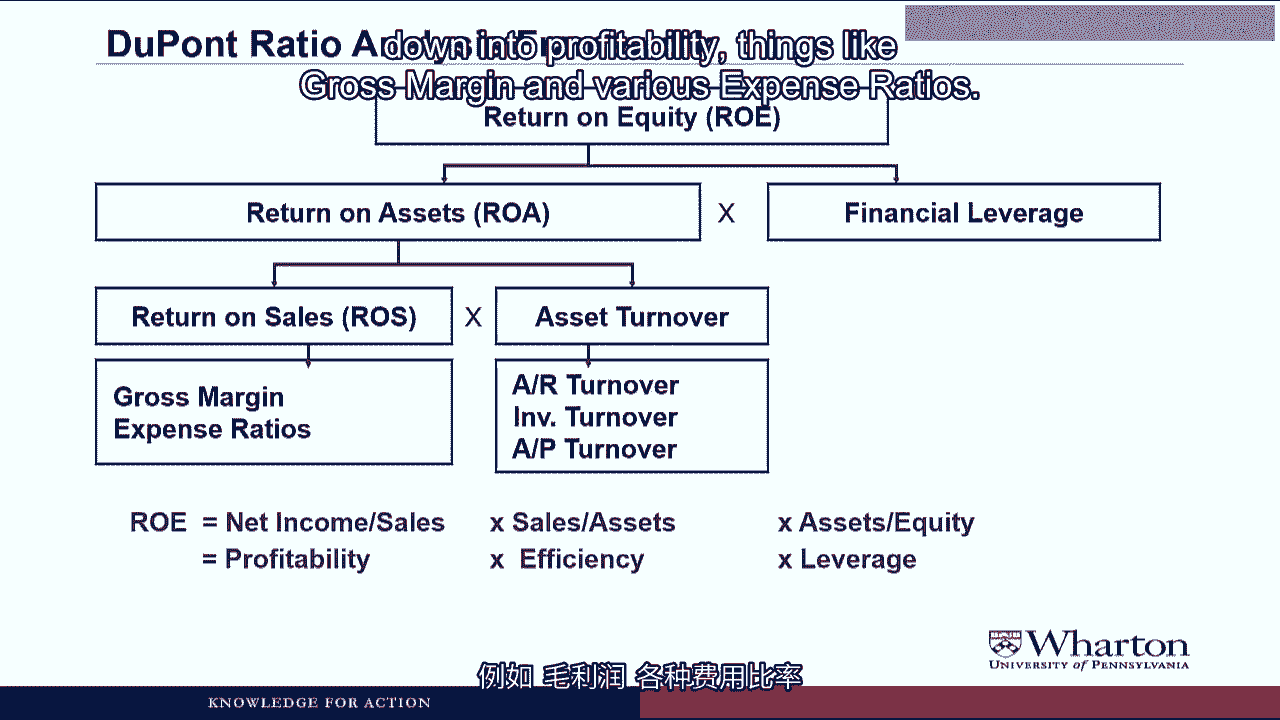 DuPont Ratio A
down into profitability, things like
Gross Margin and various Expense Ratios.
Return on Equity (ROE)
Return on Assets (ROA)
X
Financial Leverage
Return on Sales (ROS)
X
Asset Turnover
Gross Margin
Expense Ratios
A/R Turnover
Inv. Turnover
A/P Turnover
ROE = Net Income/Sales x Sales/Assets x Assets/Equity
= Profitability x Efficiency x Leverage
Wharton
UNIVERSITY of PENNSYLVANIA
例如 毛利润 各种费用比率
KNOWLEDGE FOR ACTION